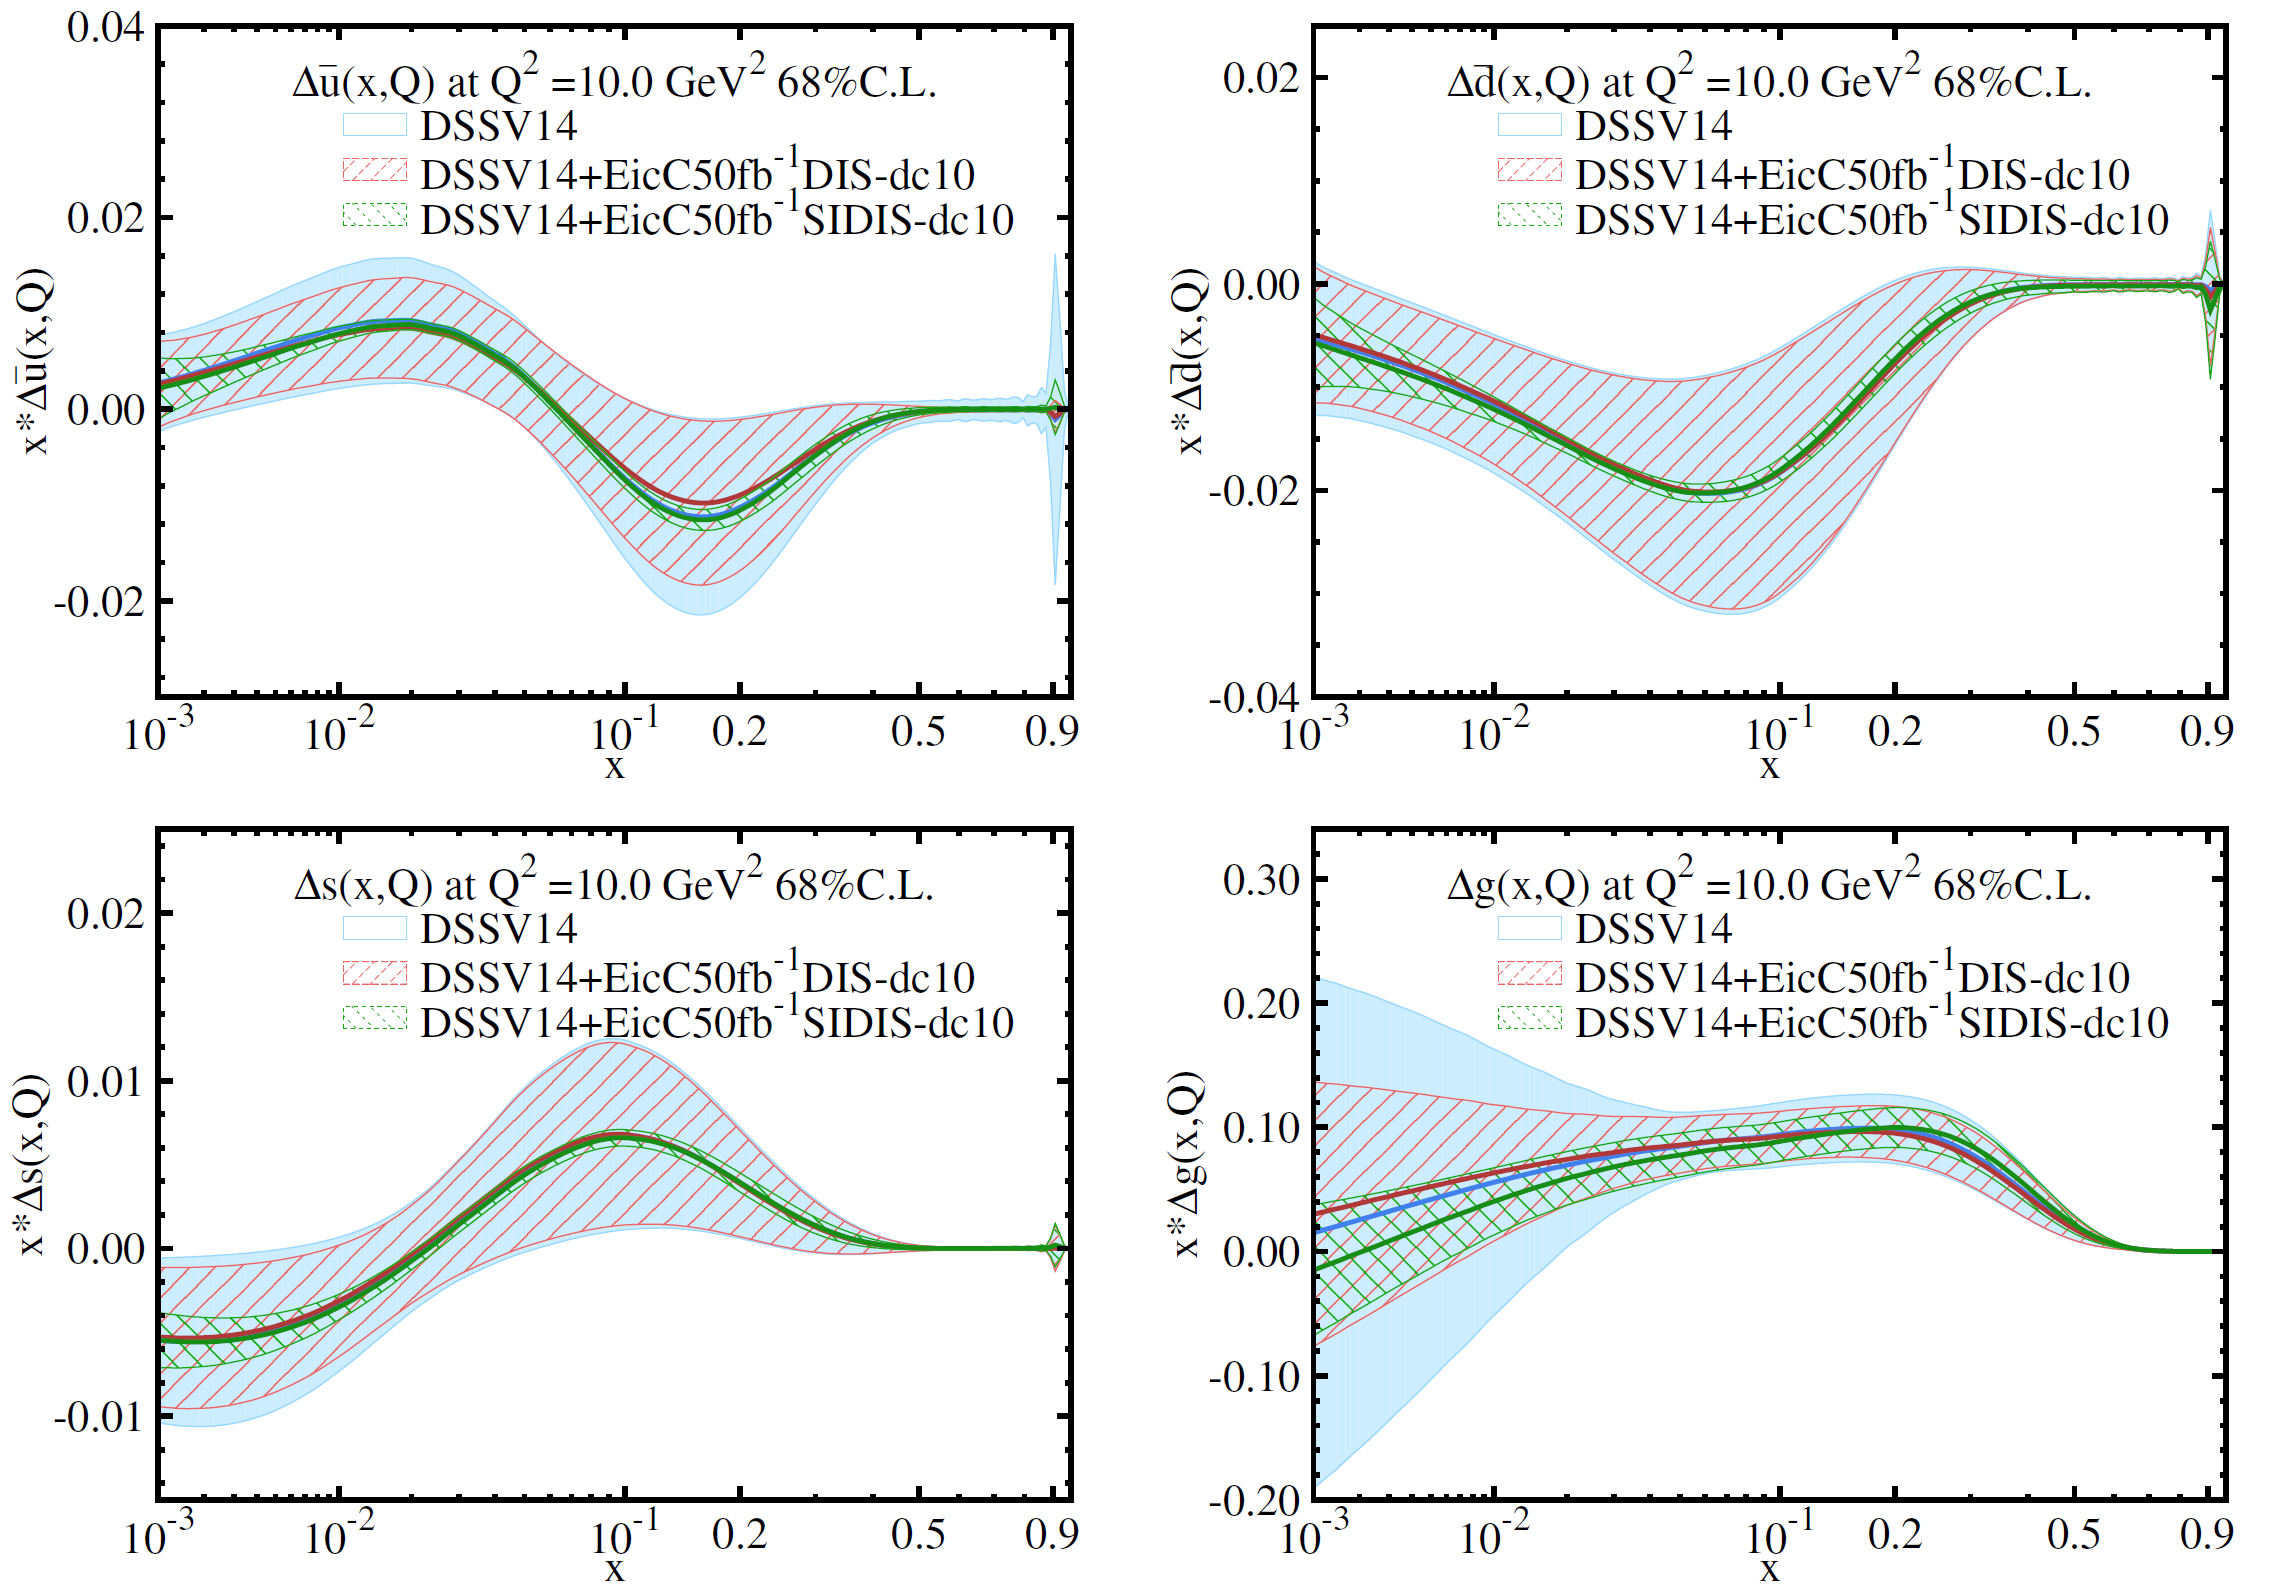 0.04
0.02
0.00
-0.02
x*Δu̅(x,Q)
Δu̅(x,Q) at Q² =10.0 GeV² 68%C.L.
DSSV14
DSSV14+EicC50fb⁻¹DIS-dc10
DSSV14+EicC50fb⁻¹SIDIS-dc10
10⁻³ 10⁻² 10⁻¹ 0.2 0.5 0.9
x
0.02
0.00
-0.02
-0.04
x*Δd̅(x,Q)
Δd̅(x,Q) at Q² =10.0 GeV² 68%C.L.
DSSV14
DSSV14+EicC50fb⁻¹DIS-dc10
DSSV14+EicC50fb⁻¹SIDIS-dc10
10⁻³ 10⁻² 10⁻¹ 0.2 0.5 0.9
x
0.02
0.01
0.00
-0.01
x*Δs(x,Q)
Δs(x,Q) at Q² =10.0 GeV² 68%C.L.
DSSV14
DSSV14+EicC50fb⁻¹DIS-dc10
DSSV14+EicC50fb⁻¹SIDIS-dc10
10⁻³ 10⁻² 10⁻¹ 0.2 0.5 0.9
x
0.30
0.20
0.10
0.00
-0.10
-0.20
x*Δg(x,Q)
Δg(x,Q) at Q² =10.0 GeV² 68%C.L.
DSSV14
DSSV14+EicC50fb⁻¹DIS-dc10
DSSV14+EicC50fb⁻¹SIDIS-dc10
10⁻³ 10⁻² 10⁻¹ 0.2 0.5 0.9
x